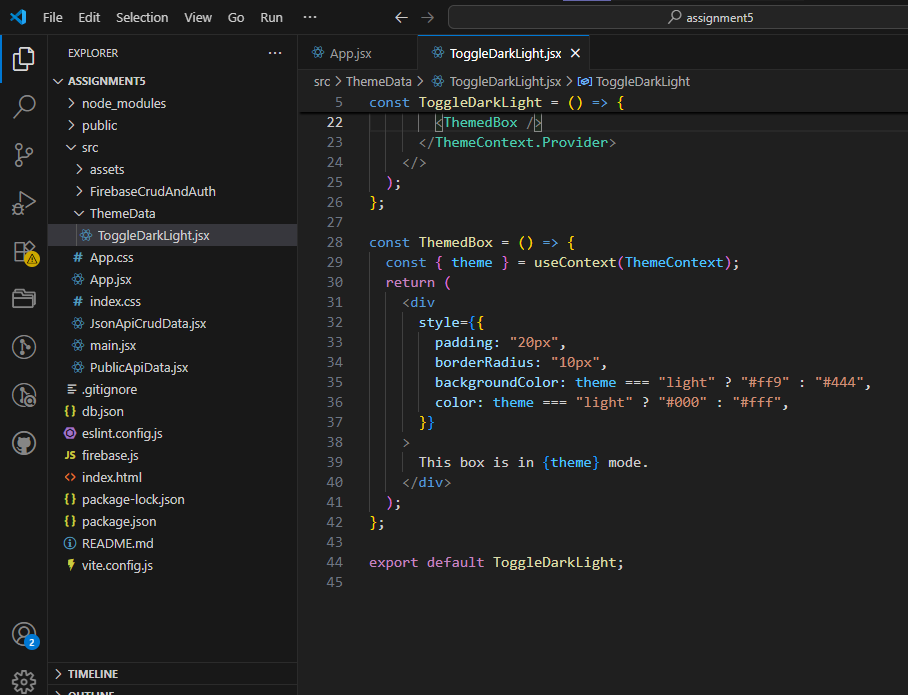 File Edit Selection View Go Run ···
assignment5
EXPLORER ···
ASSIGNMENT5
node_modules
public
src
assets
FirebaseCrudAndAuth
ThemeData
ToggleDarkLight.jsx
# App.css
App.jsx
# index.css
JsonApiCrudData.jsx
main.jsx
PublicApiData.jsx
.gitignore
{} db.json
eslint.config.js
JS firebase.js
<> index.html
{} package-lock.json
{} package.json
README.md
vite.config.js
2
TIMELINE
OUTLINE
App.jsx
ToggleDarkLight.jsx ×
src > ThemeData > ToggleDarkLight.jsx > ToggleDarkLight
5 const ToggleDarkLight = () => {
22 <ThemedBox />
23 </ThemeContext.Provider>
24 </>
25 );
26 };
27
28 const ThemedBox = () => {
29 const { theme } = useContext(ThemeContext);
30 return (
31 <div
32 style={{
33 padding: "20px",
34 borderRadius: "10px",
35 backgroundColor: theme === "light" ? "#ff9" : "#444",
36 color: theme === "light" ? "#000" : "#fff",
37 }}
38 >
39 This box is in {theme} mode.
40 </div>
41 );
42 };
43
44 export default ToggleDarkLight;
45